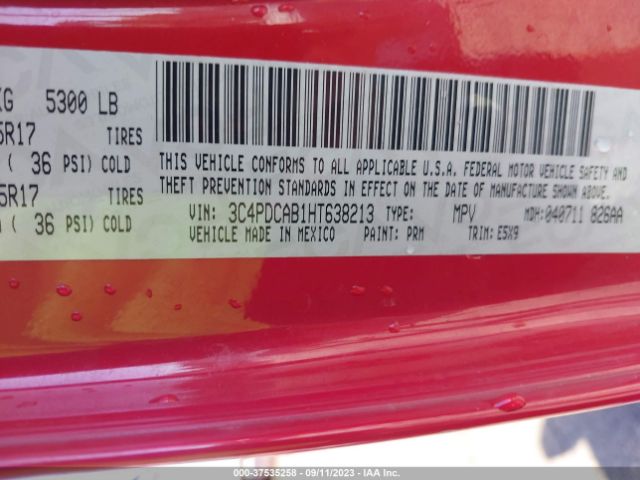 KG 5300 LB
5R17 TIRES
( 36 PSI) COLD
5R17 TIRES
( 36 PSI) COLD
THIS VEHICLE CONFORMS TO ALL APPLICABLE U.S.A. FEDERAL MOTOR VEHICLE SAFETY AND
THEFT PREVENTION STANDARDS IN EFFECT ON THE DATE OF MANUFACTURE SHOWN ABOVE.
VIN: 3C4PDCAB1HT638213 TYPE: MPV MDH:040711 826AA
VEHICLE MADE IN MEXICO PAINT: PRM TRIM: E5X9
37535258 - 09/11/2023 - IAA Inc.